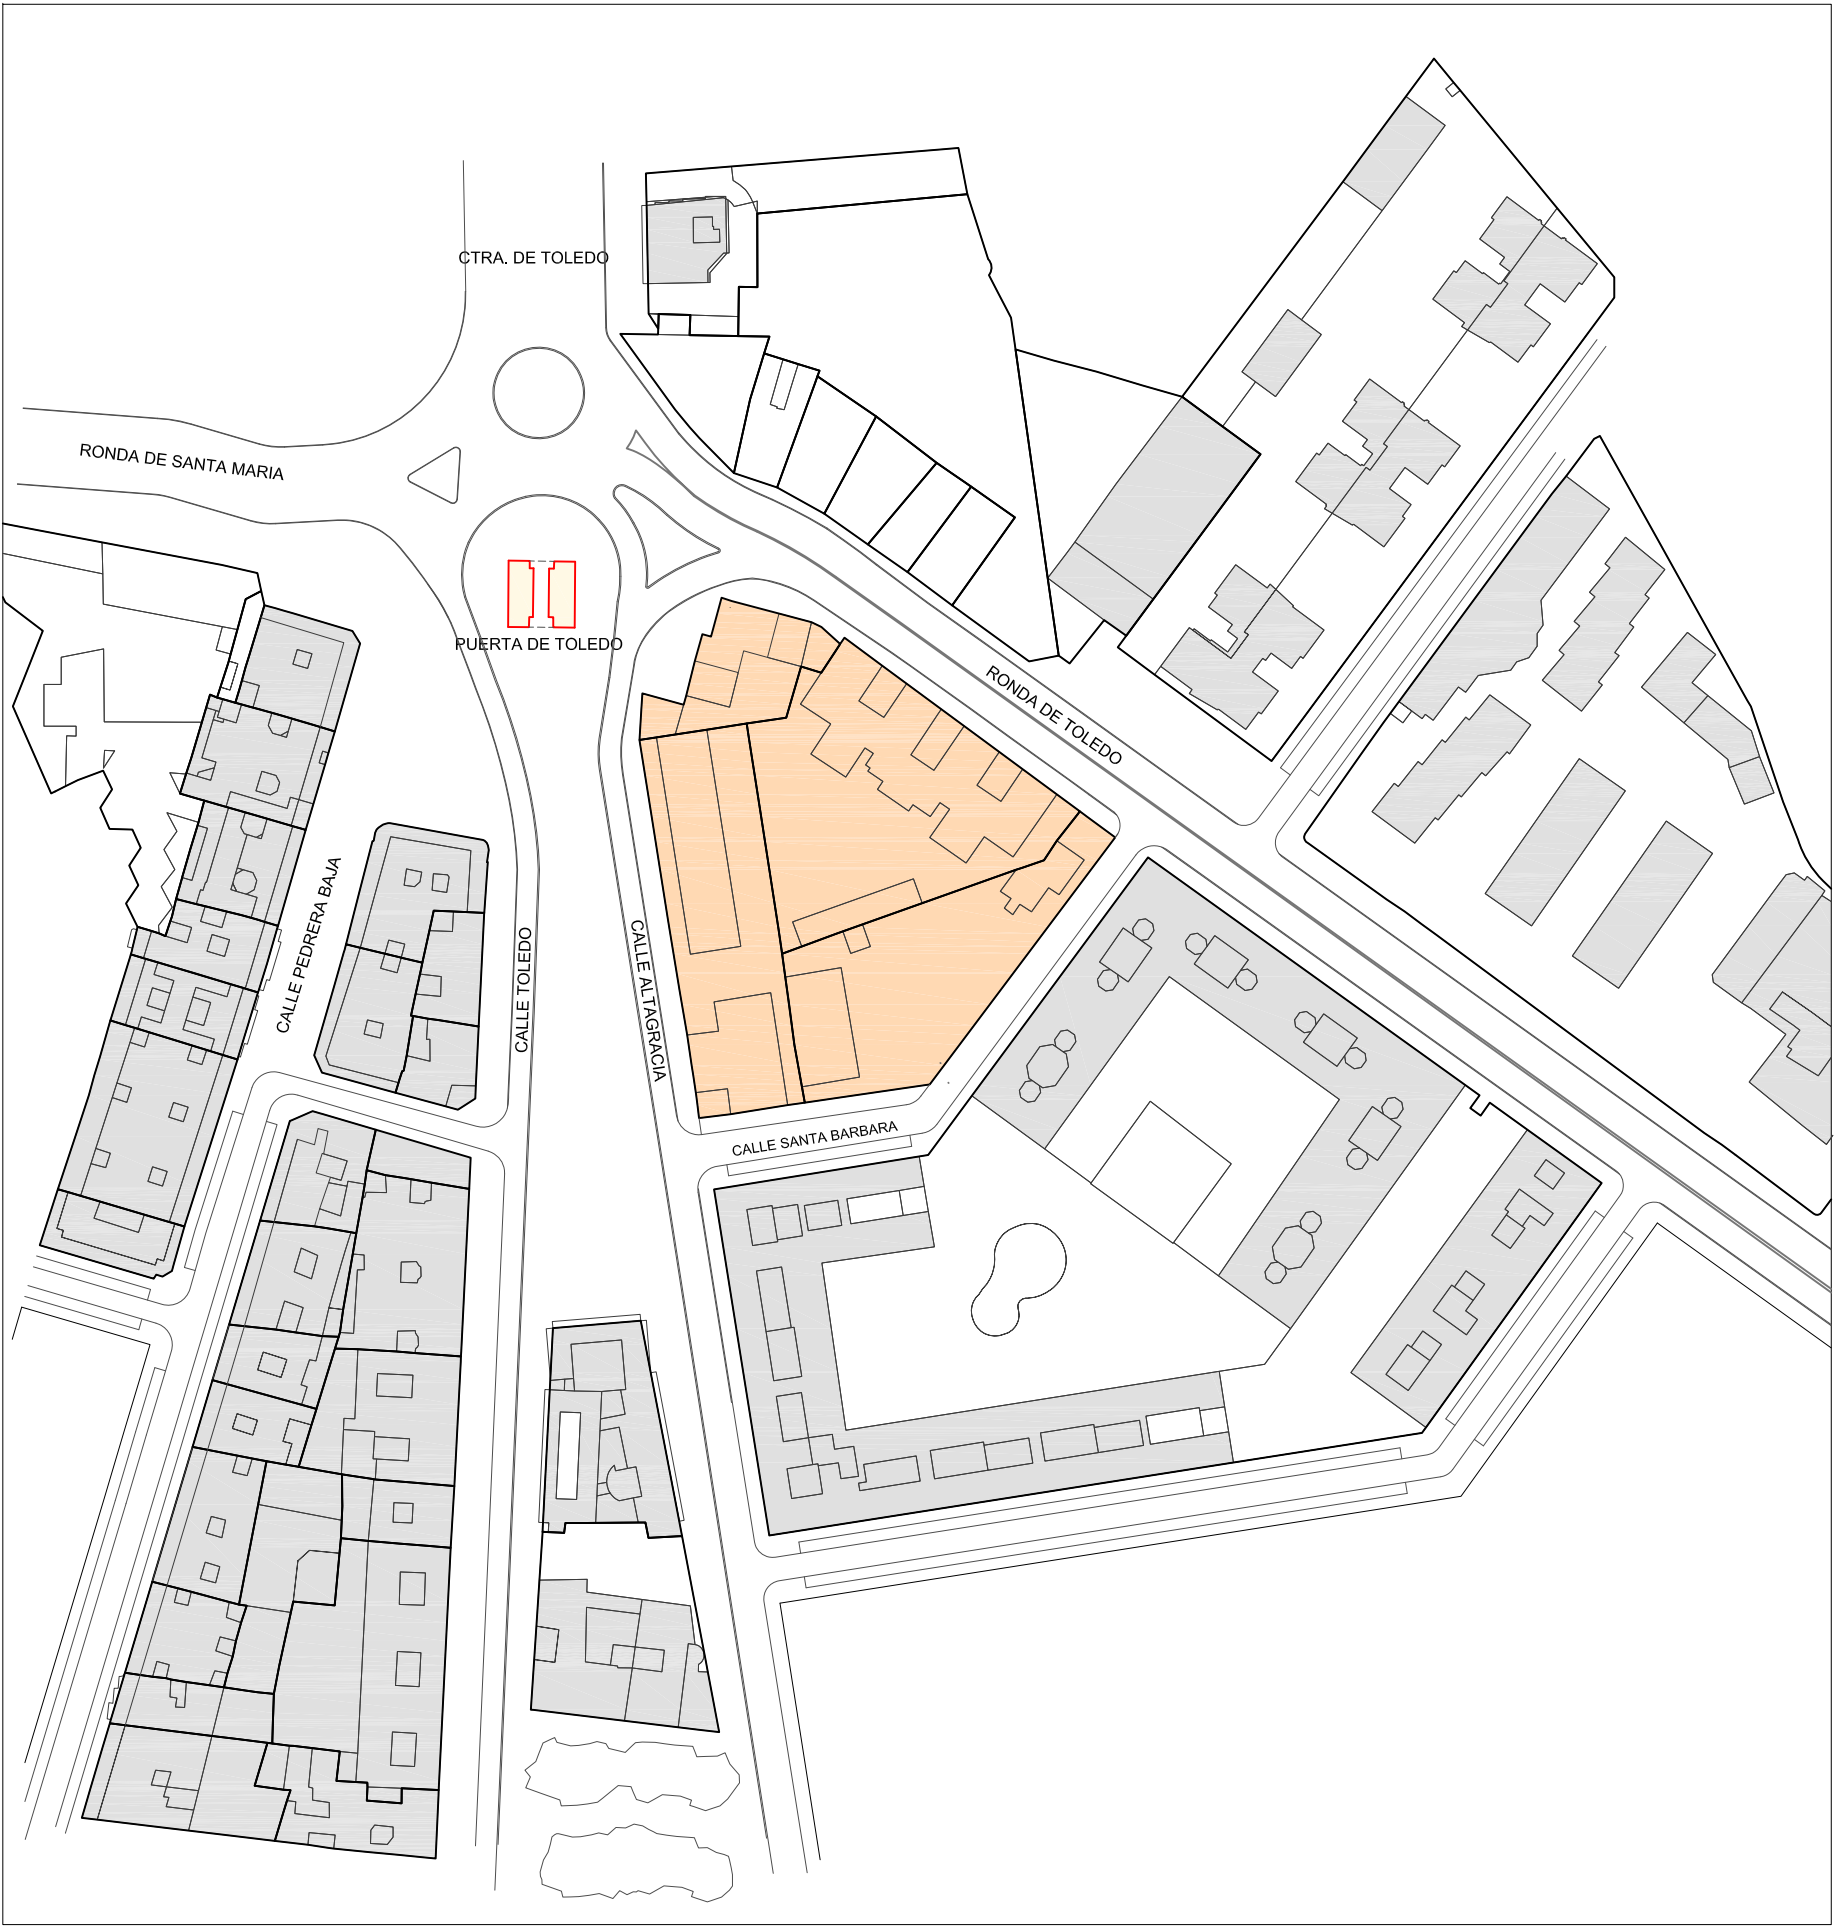 CTRA. DE TOLEDO
RONDA DE SANTA MARIA
PUERTA DE TOLEDO
RONDA DE TOLEDO
CALLE PEDRERA BAJA
CALLE TOLEDO
CALLE ALTAGRACIA
CALLE SANTA BARBARA